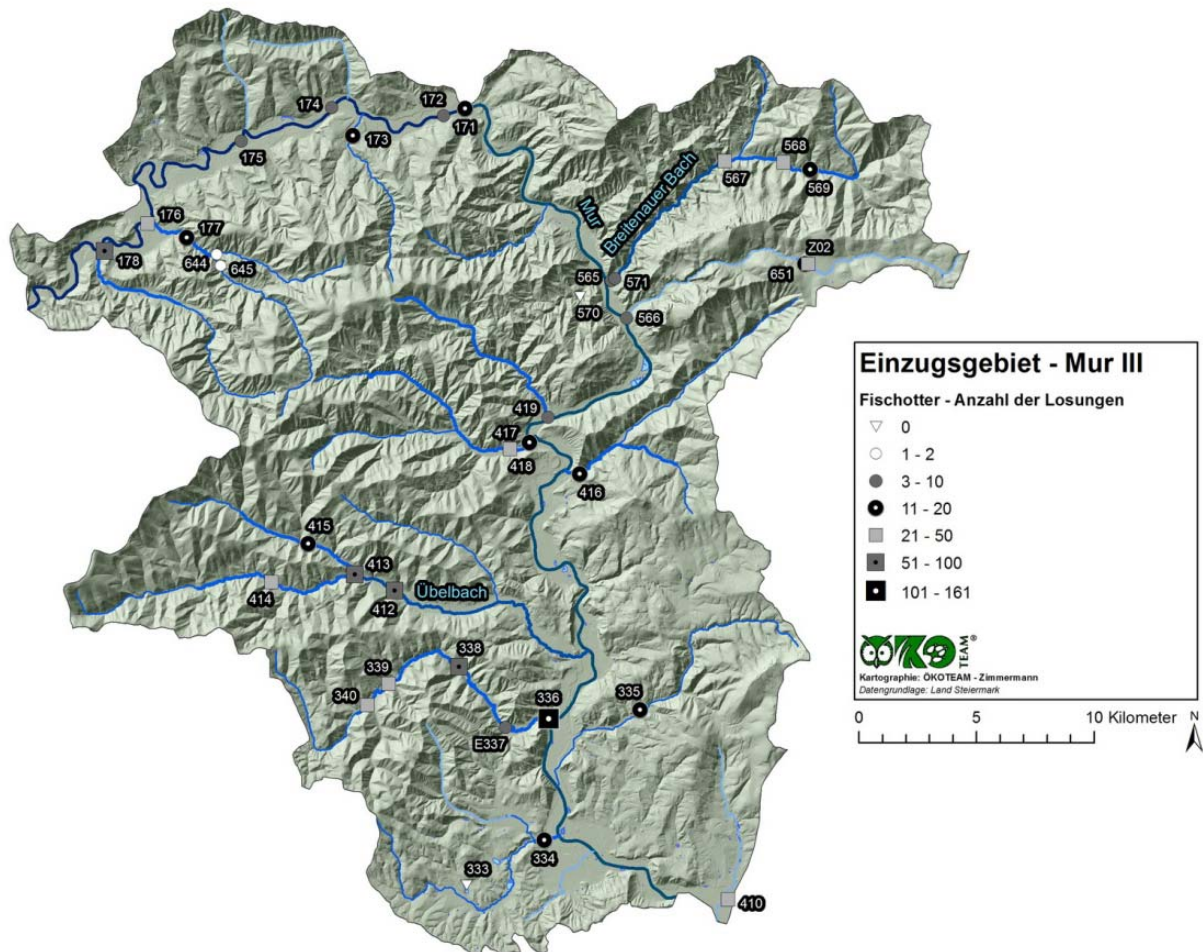 174
172
171
173
175
568
567
569
Mur
Breitenauer Bach
176
177
178
644
645
Z02
651
565
571
570
566
419
417
418
416
415
413
414
412
Übelbach
338
339
340
336
335
E337
334
333
410
Einzugsgebiet - Mur III
Fischotter - Anzahl der Losungen
0
1 - 2
3 - 10
11 - 20
21 - 50
51 - 100
101 - 161
ÖKO TEAM ®
Kartographie: ÖKOTEAM - Zimmermann
Datengrundlage: Land Steiermark
0 5 10 Kilometer N